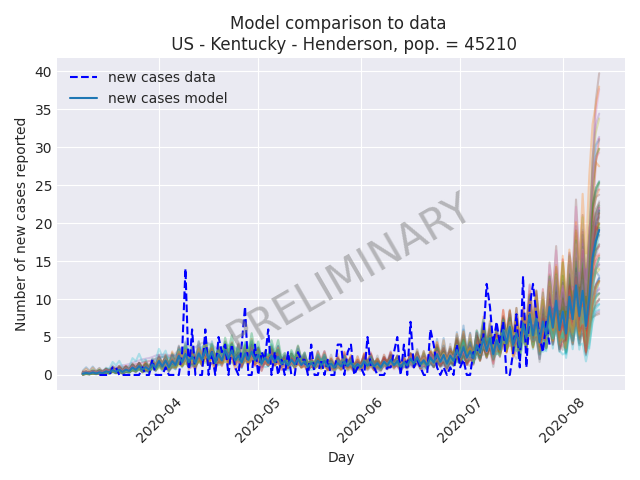 Model comparison to data
US - Kentucky - Henderson, pop. = 45210
new cases data
new cases model
PRELIMINARY
Number of new cases reported
40
35
30
25
20
15
10
5
0
2020-04
2020-05
2020-06
2020-07
2020-08
Day